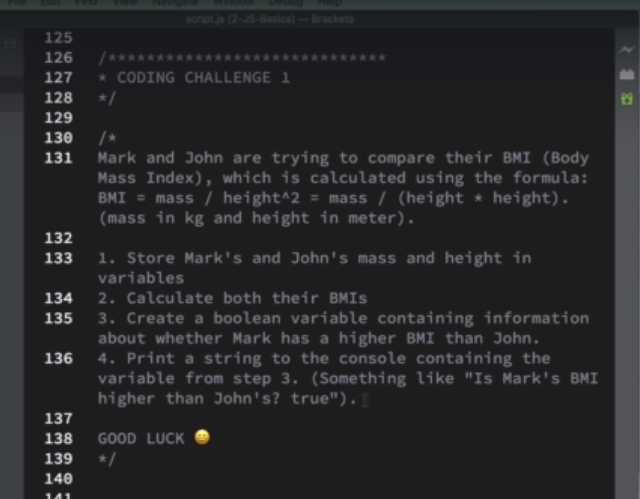 File Edit Find View Navigate Window Debug Help
script.js (2-JS-Basics) — Brackets
125
126 /*****************************
127 * CODING CHALLENGE 1
128 */
129
130 /*
131 Mark and John are trying to compare their BMI (Body
Mass Index), which is calculated using the formula:
BMI = mass / height^2 = mass / (height * height).
(mass in kg and height in meter).
132
133 1. Store Mark's and John's mass and height in
variables
134 2. Calculate both their BMIs
135 3. Create a boolean variable containing information
about whether Mark has a higher BMI than John.
136 4. Print a string to the console containing the
variable from step 3. (Something like "Is Mark's BMI
higher than John's? true").
137
138 GOOD LUCK 😀
139 */
140
141